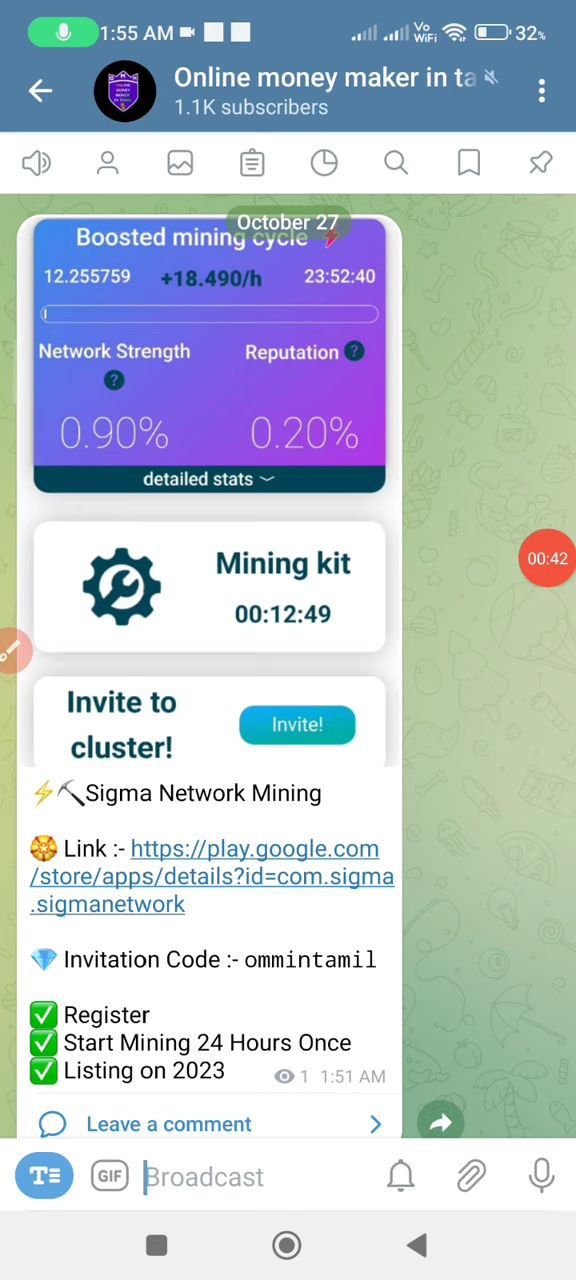 1:55 AM
Vo
WiFi
32%
Online money maker in ta
1.1K subscribers
October 27
Boosted mining cycle
12.255759 +18.490/h 23:52:40
Network Strength ? Reputation ?
0.90% 0.20%
detailed stats
Mining kit
00:12:49
00:42
Invite to
cluster!
Invite!
⚡⛏Sigma Network Mining
Link :- https://play.google.com
/store/apps/details?id=com.sigma
.sigmanetwork
💎 Invitation Code :- ommintamil
✅ Register
✅ Start Mining 24 Hours Once
✅ Listing on 2023 1 1:51 AM
Leave a comment
T GIF Broadcast